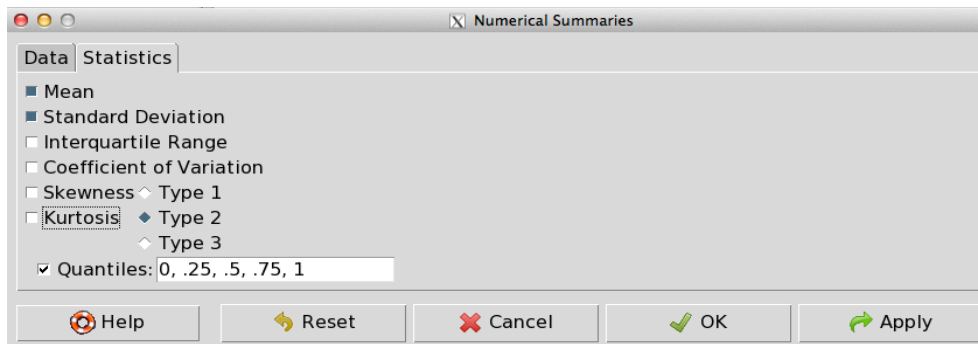 Numerical Summaries
Data Statistics
Mean
Standard Deviation
Interquartile Range
Coefficient of Variation
Skewness Type 1
Kurtosis Type 2
Type 3
Quantiles: 0, .25, .5, .75, 1
Help Reset Cancel OK Apply